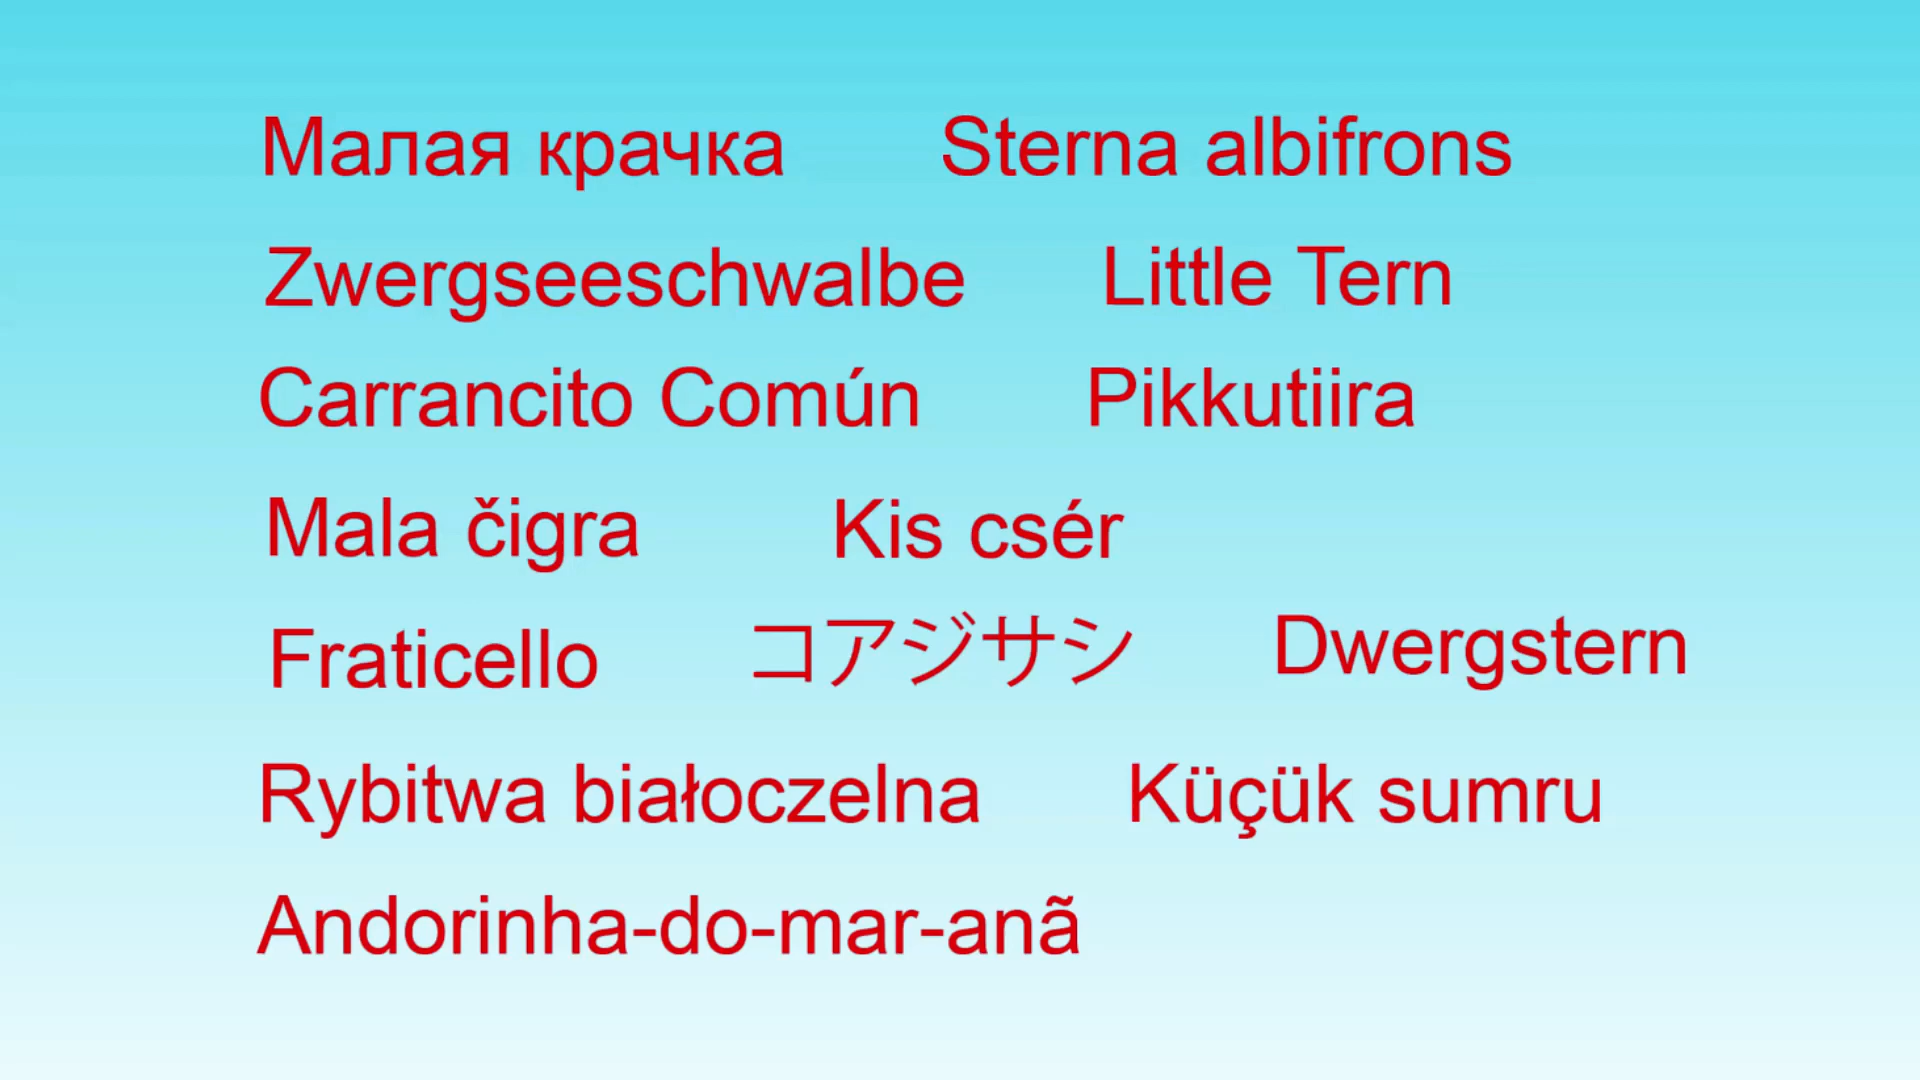 Малая крачка Sterna albifrons
Zwergseeschwalbe Little Tern
Carrancito Común Pikkutiira
Mala čigra Kis csér
Fraticello コアジサシ Dwergstern
Rybitwa białoczelna Küçük sumru
Andorinha-do-mar-anã